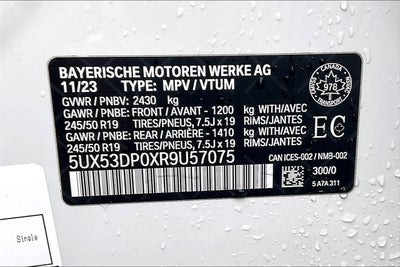 BAYERISCHE MOTOREN WERKE AG
11/23 TYPE: MPV / VTUM
GVWR / PNBV: 2430 kg
GAWR / PNBE: FRONT / AVANT - 1200 kg WITH/AVEC
245/50 R19 TIRES/PNEUS, 7.5J x 19 RIMS/JANTES
GAWR / PNBE: REAR / ARRIÈRE - 1410 kg WITH/AVEC
245/50 R19 TIRES/PNEUS, 7.5J x 19 RIMS/JANTES
5UX53DP0XR9U57075
CANADA
978
TRANSPORT
EC
CAN ICES-002 / NMB-002
300/0
5 A7A 311
Single